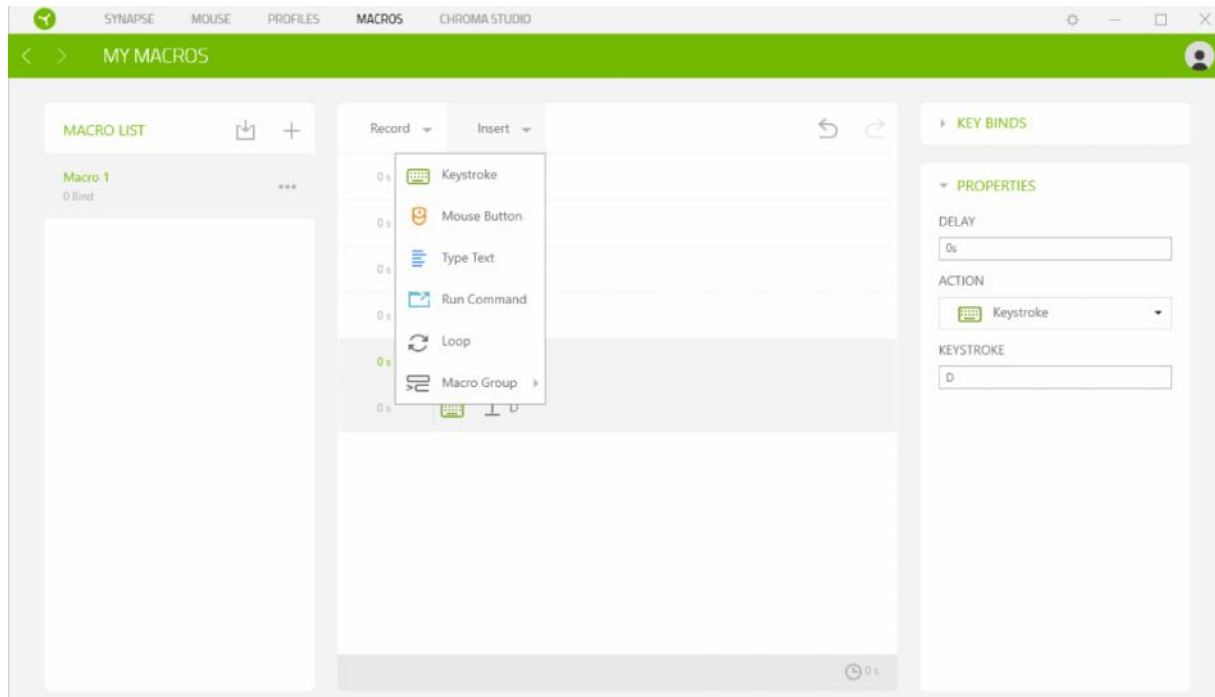 SYNAPSE MOUSE PROFILES MACROS CHROMA STUDIO
MY MACROS
MACRO LIST
Macro 1
0 Bind
Record Insert
0 s
0 s
0 s
0 s
0 s
0 s D
Keystroke
Mouse Button
Type Text
Run Command
Loop
Macro Group
0 s
KEY BINDS
PROPERTIES
DELAY
0s
ACTION
Keystroke
KEYSTROKE
D